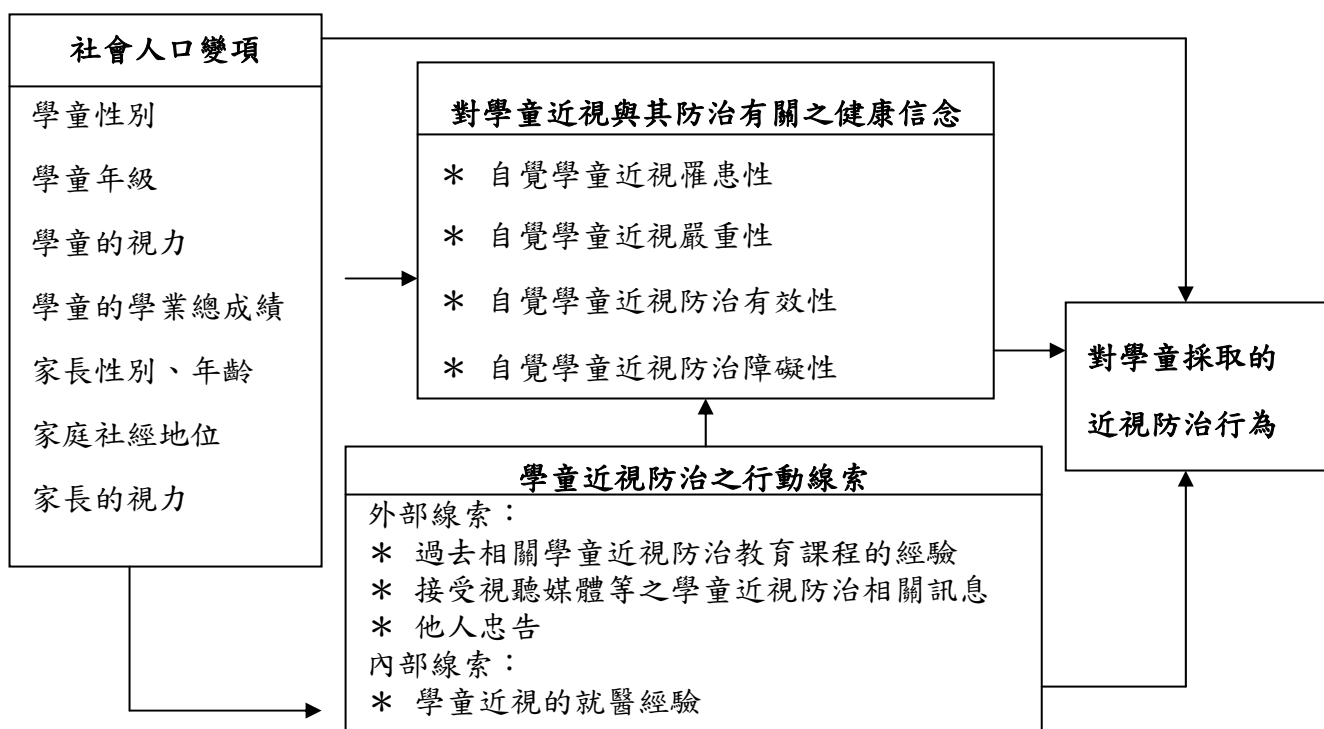 社會人口變項
學童性別
學童年級
學童的視力
學童的學業總成績
家長性別、年齡
家庭社經地位
家長的視力
對學童近視與其防治有關之健康信念
＊ 自覺學童近視罹患性
＊ 自覺學童近視嚴重性
＊ 自覺學童近視防治有效性
＊ 自覺學童近視防治障礙性
學童近視防治之行動線索
外部線索：
＊ 過去相關學童近視防治教育課程的經驗
＊ 接受視聽媒體等之學童近視防治相關訊息
＊ 他人忠告
內部線索：
＊ 學童近視的就醫經驗
對學童採取的
近視防治行為